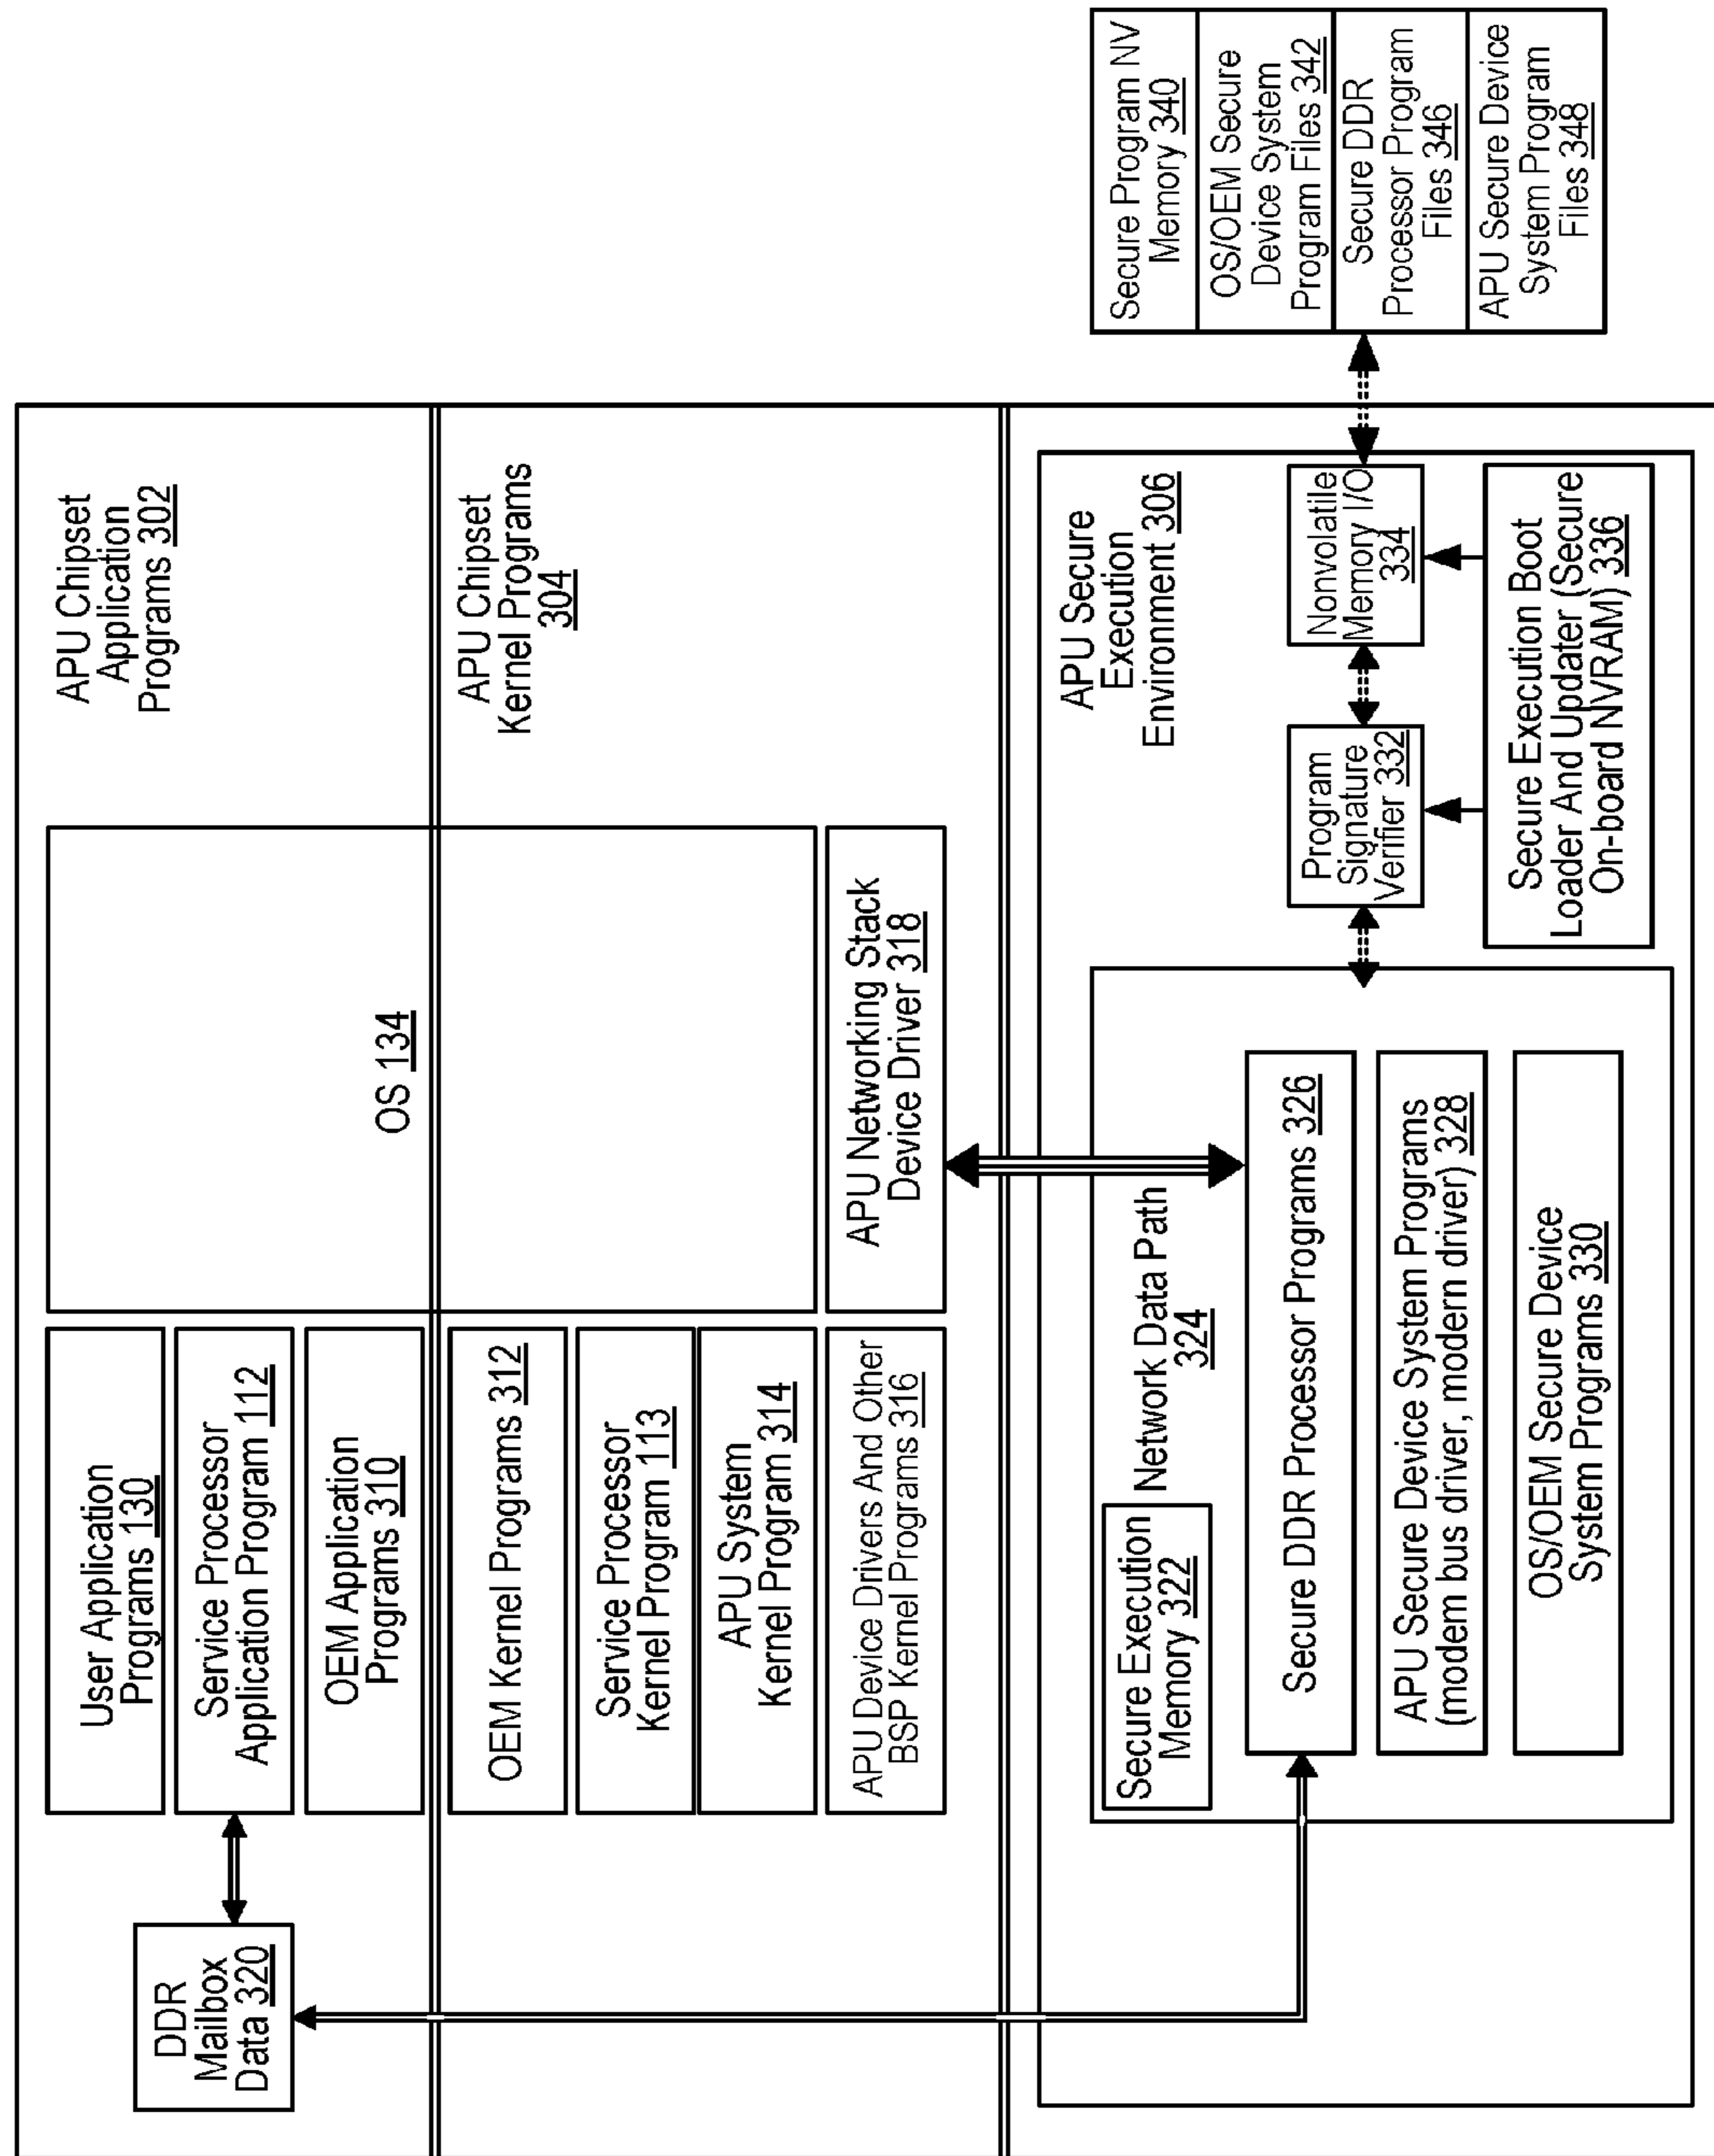 DDR
Mailbox
Data 320
User Application
Programs 130
Service Processor
Application Program 112
OEM Application
Programs 310
OS 134
APU Chipset
Application
Programs 302
OEM Kernel Programs 312
Service Processor
Kernel Program 113
APU System
Kernel Program 314
APU Device Drivers And Other
BSP Kernel Programs 316
APU Networking Stack
Device Driver 318
APU Chipset
Kernel Programs
304
Secure Execution
Memory 322
Network Data Path
324
Secure DDR Processor Programs 326
APU Secure Device System Programs
(modem bus driver, modern driver) 328
OS/OEM Secure Device
System Programs 330
APU Secure
Execution
Environment 306
Program
Signature
Verifier 332
Nonvolatile
Memory I/O
334
Secure Execution Boot
Loader And Updater (Secure
On-board NVRAM) 336
Secure Program NV
Memory 340
OS/OEM Secure
Device System
Program Files 342
Secure DDR
Processor Program
Files 346
APU Secure Device
System Program
Files 348